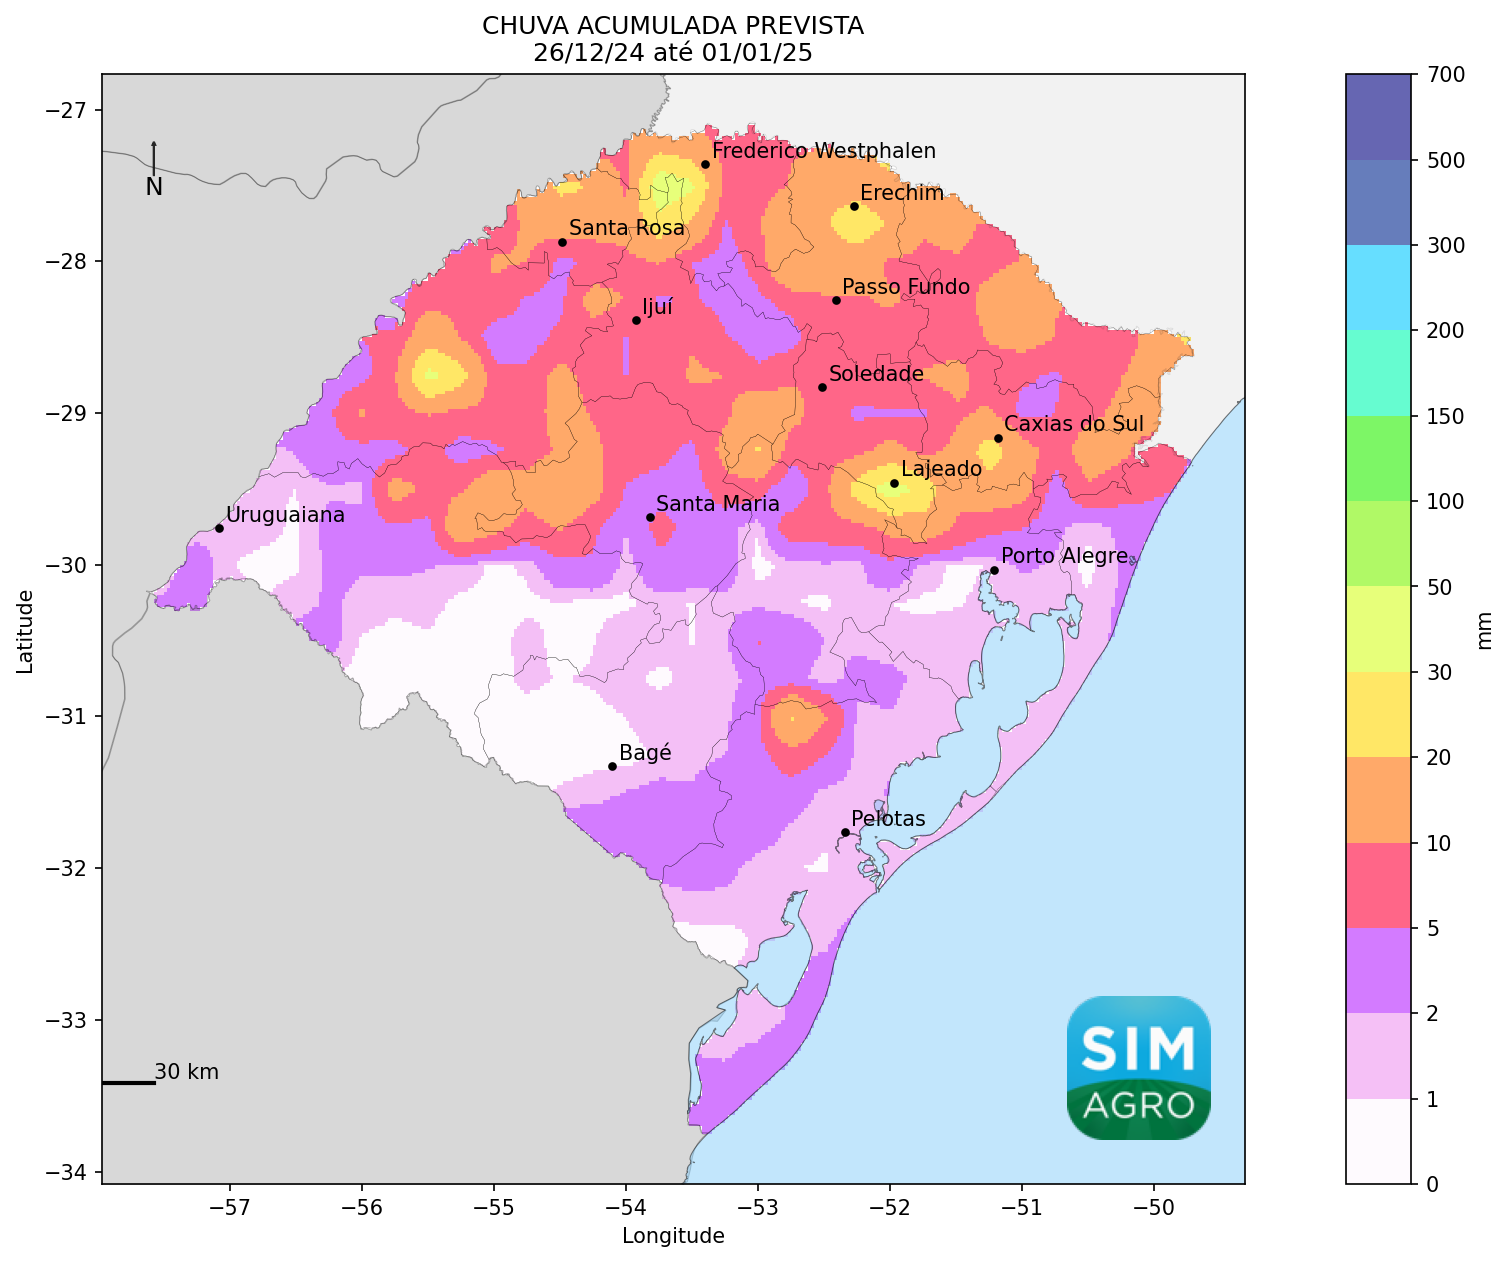 CHUVA ACUMULADA PREVISTA
26/12/24 até 01/01/25
−27
−28
−29
−30
−31
−32
−33
−34
Latitude
N
Frederico Westphalen
Erechim
Santa Rosa
Passo Fundo
Ijuí
Soledade
Caxias do Sul
Lajeado
Santa Maria
Uruguaiana
Porto Alegre
Bagé
Pelotas
30 km
SIM
AGRO
−57
−56
−55
−54
−53
−52
−51
−50
Longitude
700
500
300
200
150
100
50
30
20
10
5
2
1
0
mm